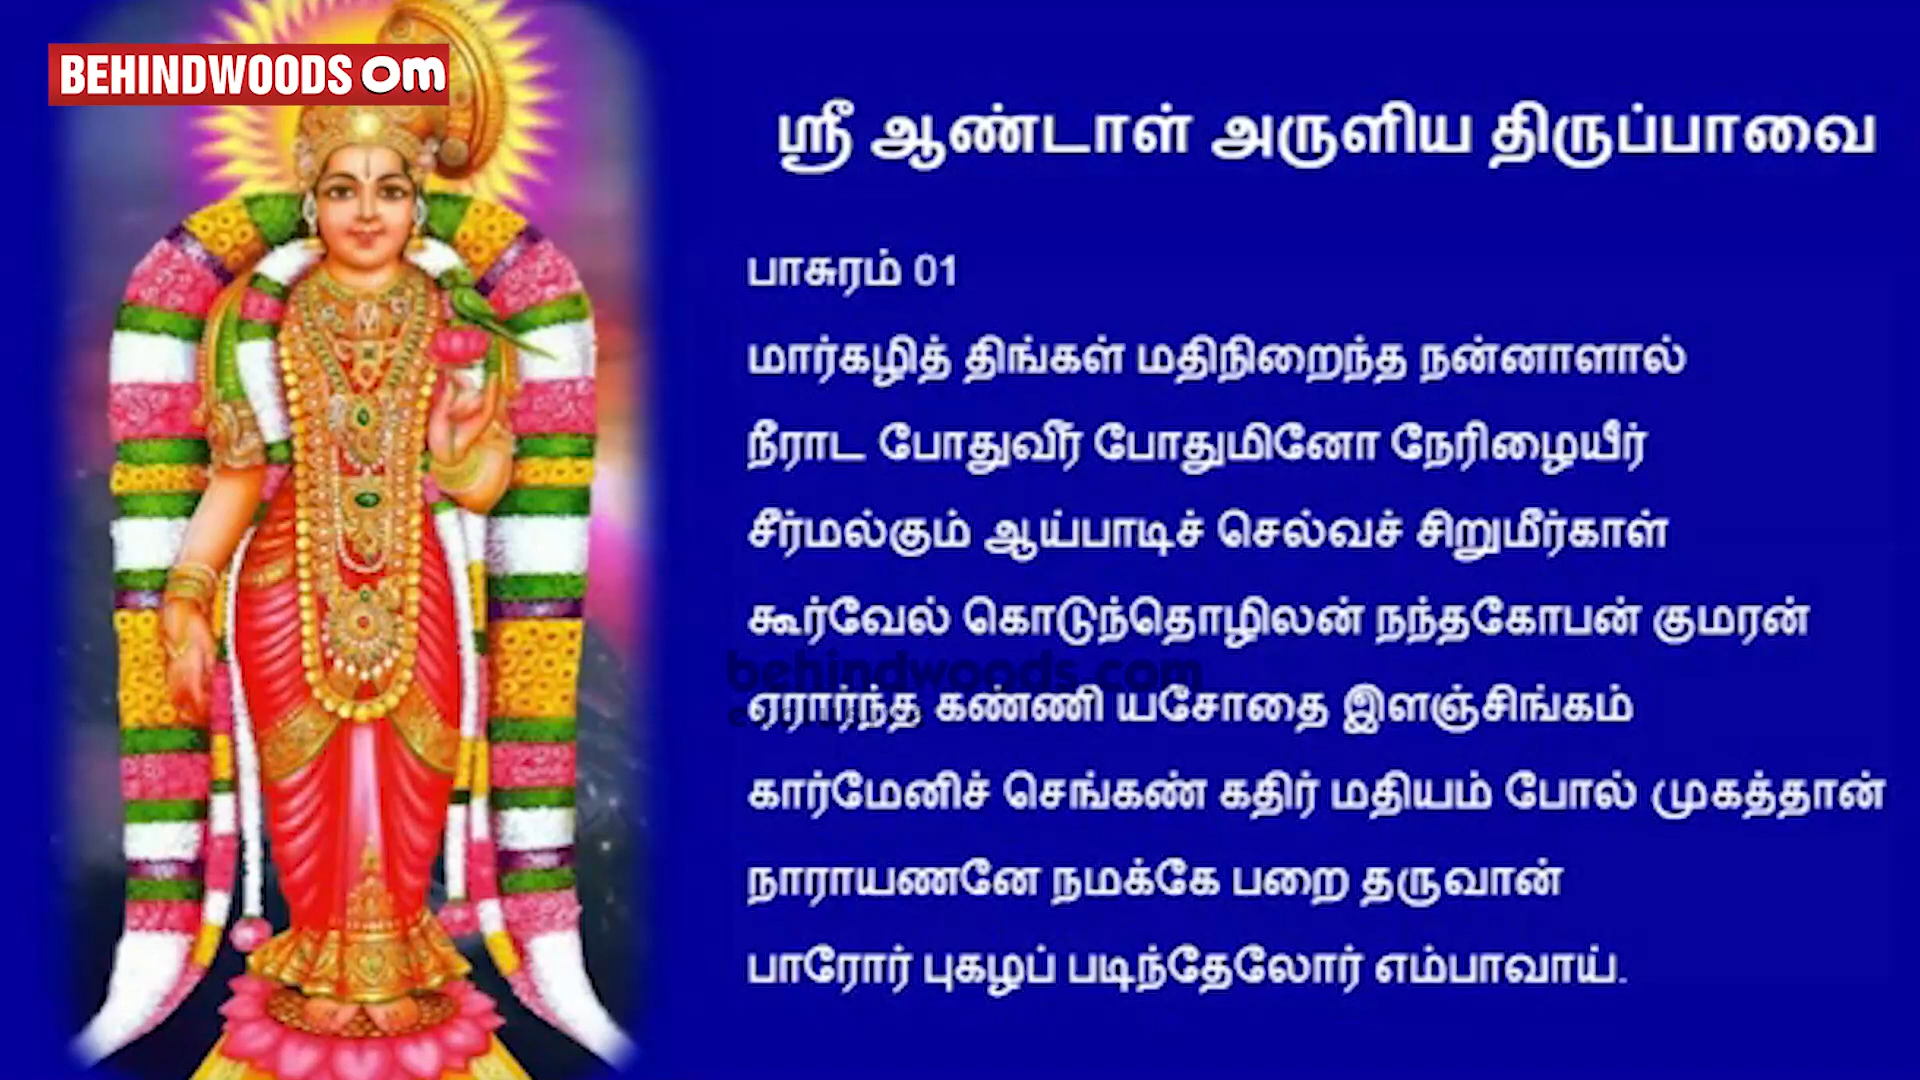 BEHINDWOODS Om
ஸ்ரீ ஆண்டாள் அருளிய திருப்பாவை
பாசுரம் 01
மார்கழித் திங்கள் மதிநிறைந்த நன்னாளால்
நீராட போதுவீர் போதுமினோ நேரிழையீர்
சீர்மல்கும் ஆய்பாடிச் செல்வச் சிறுமீர்காள்
கூர்வேல் கொடுந்தொழிலன் நந்தகோபன் குமரன்
behindwoods.com
ஏரார்ந்த கண்ணி யசோதை இளஞ்சிங்கம்
கார்மேனிச் செங்கண் கதிர் மதியம் போல் முகத்தான்
நாராயணனே நமக்கே பறை தருவான்
பாரோர் புகழப் படிந்தேலோர் எம்பாவாய்.